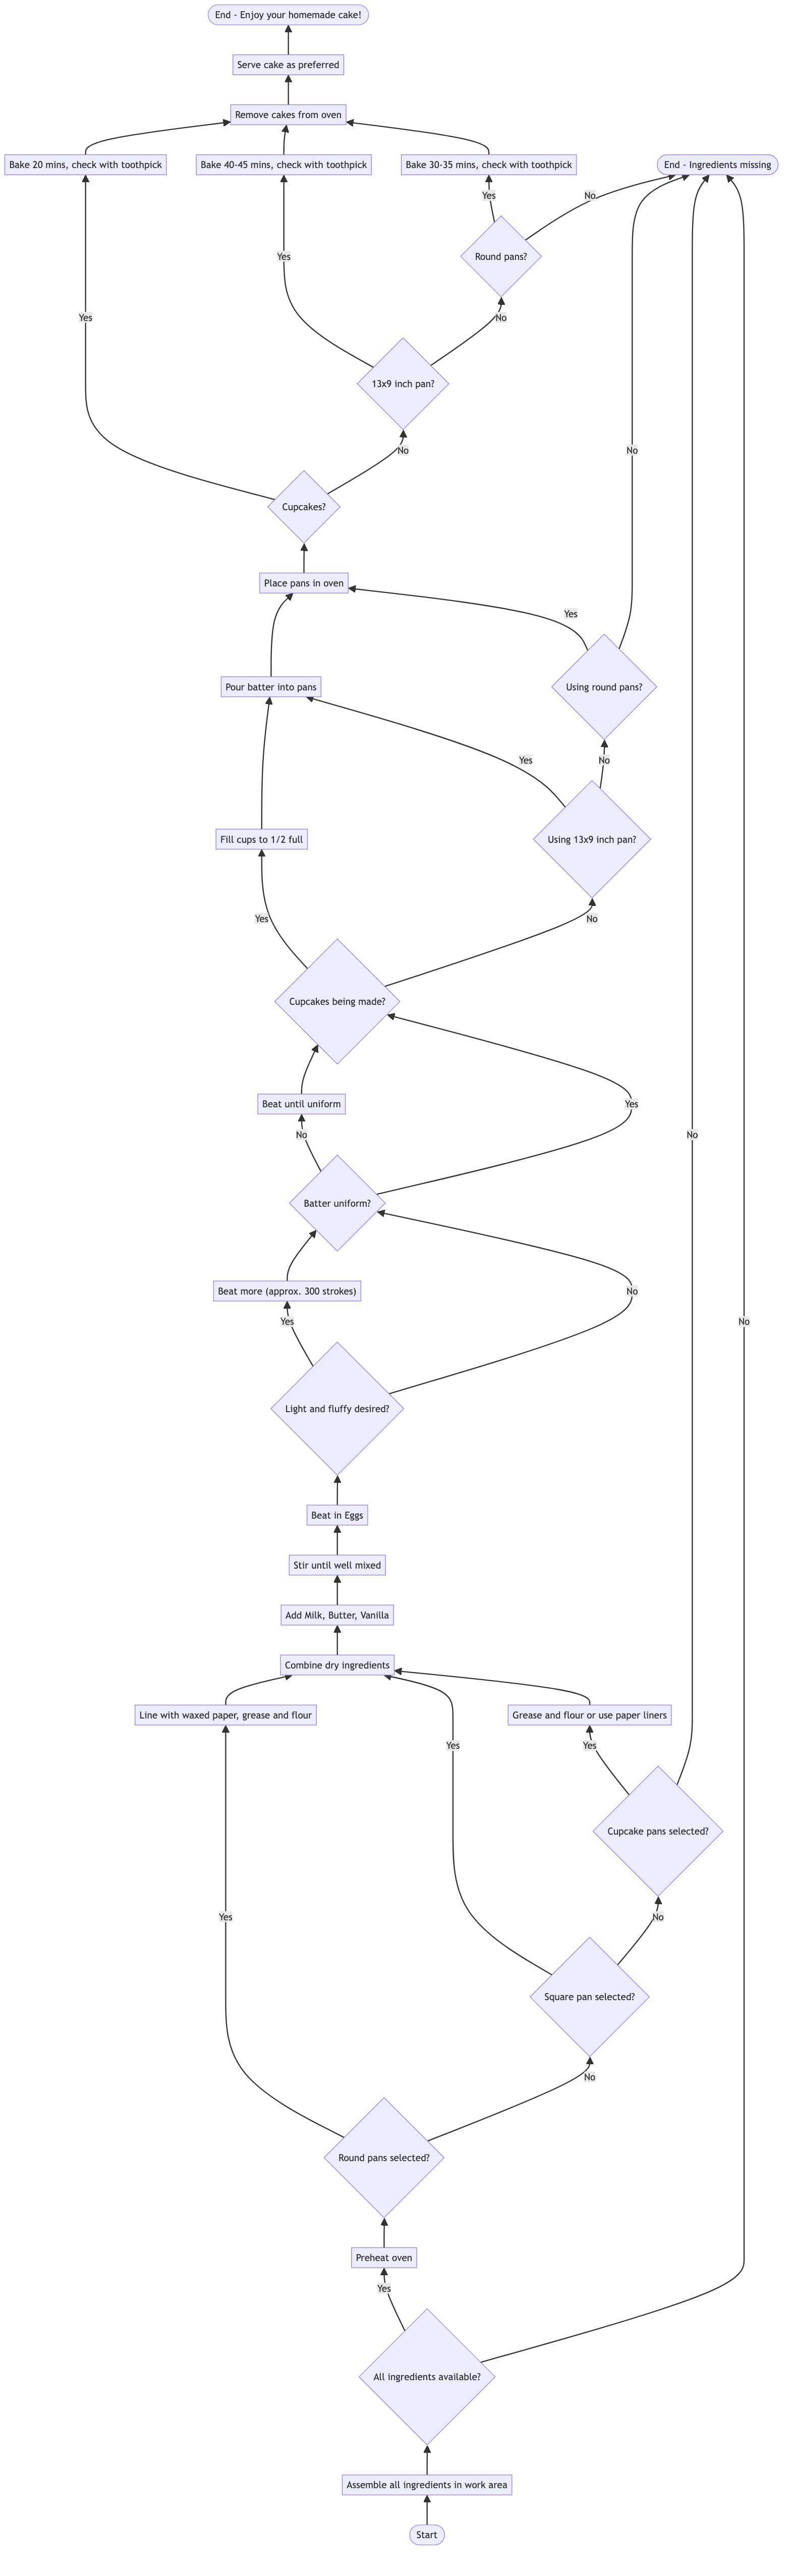 End - Enjoy your homemade cake!
Serve cake as preferred
Remove cakes from oven
Bake 20 mins, check with toothpick
Bake 40-45 mins, check with toothpick
Bake 30-35 mins, check with toothpick
End - Ingredients missing
Yes
No
Round pans?
Yes
No
Yes
13x9 inch pan?
No
No
Cupcakes?
Place pans in oven
Yes
Pour batter into pans
Using round pans?
Yes
No
Fill cups to 1/2 full
Using 13x9 inch pan?
Yes
No
Cupcakes being made?
Beat until uniform
Yes
No
No
Batter uniform?
Beat more (approx. 300 strokes)
No
Yes
No
Light and fluffy desired?
Beat in Eggs
Stir until well mixed
Add Milk, Butter, Vanilla
Combine dry ingredients
Line with waxed paper, grease and flour
Grease and flour or use paper liners
Yes
Yes
Cupcake pans selected?
Yes
No
Square pan selected?
No
Round pans selected?
Preheat oven
Yes
All ingredients available?
Assemble all ingredients in work area
Start